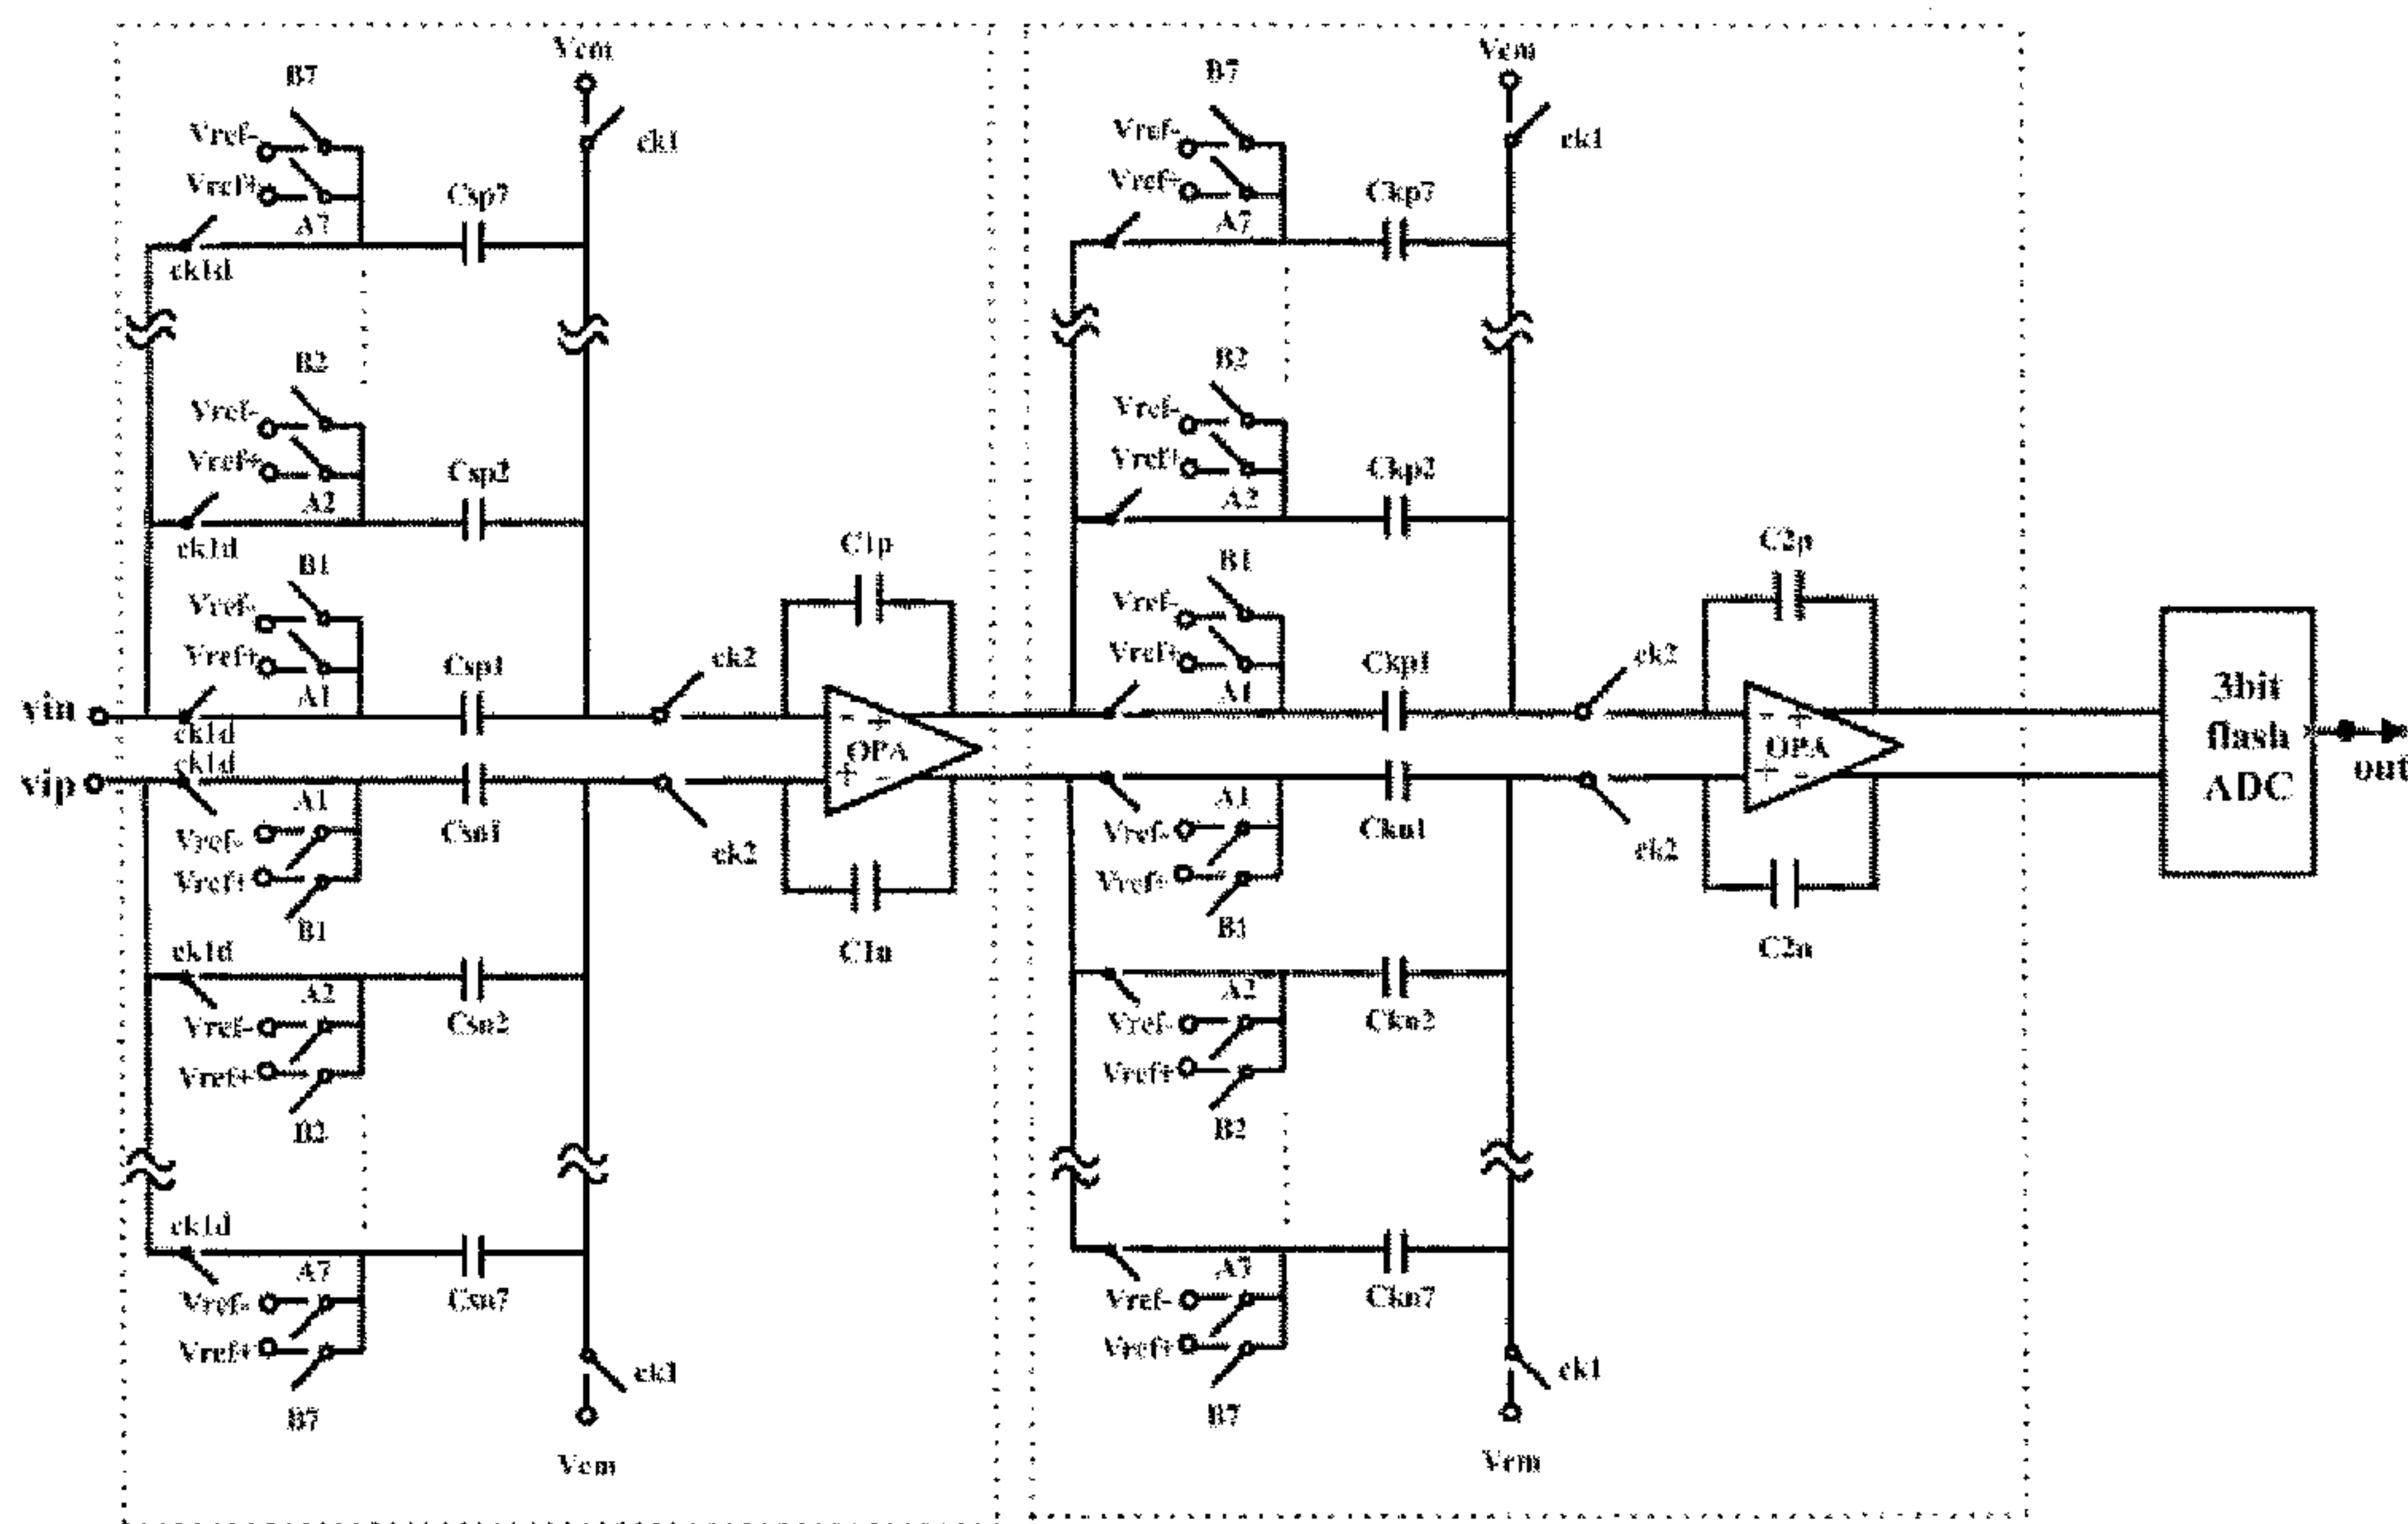 Vcm
Vcm
B7
B7
Vref-
ck1
Vref-
ck1
Vref+
Csp7
Vref+
Ckp7
A7
A7
ck1d
B2
B2
Vref-
Vref-
Vref+
Csp2
Vref+
Ckp2
A2
A2
ck1d
C1p
C2p
B1
B1
Vref-
Vref-
Vref+
Csp1
ck2
Vref+
Ckp1
ck2
A1
A1
3bit
vin
ck1d
- +
- +
flash
OPA
OPA
vip
ck1d
+ -
+ -
ADC
out
A1
A1
Vref-
Csn1
Vref-
Ckn1
ck2
ck2
Vref+
Vref+
B1
B1
C1n
C2n
ck1d
A2
A2
Vref-
Csn2
Vref-
Ckn2
Vref+
Vref+
B2
B2
ck1d
A7
A7
Vref-
Csn7
Vref-
Ckn7
Vref+
Vref+
ck1
ck1
B7
B7
Vcm
Vcm